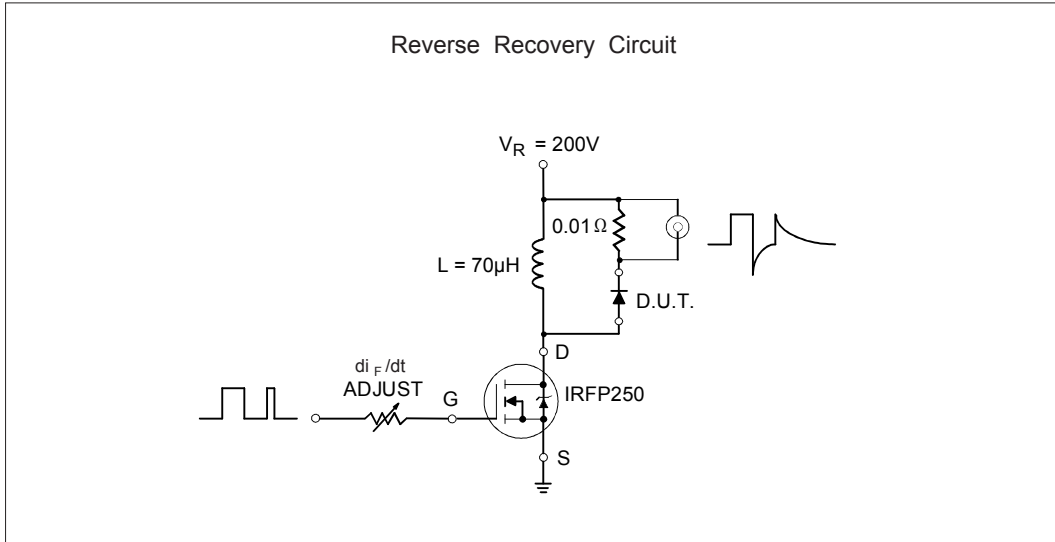 Reverse Recovery Circuit
V_R = 200V
0.01 Ω
L = 70µH
D.U.T.
D
di_F/dt
ADJUST
G
IRFP250
S